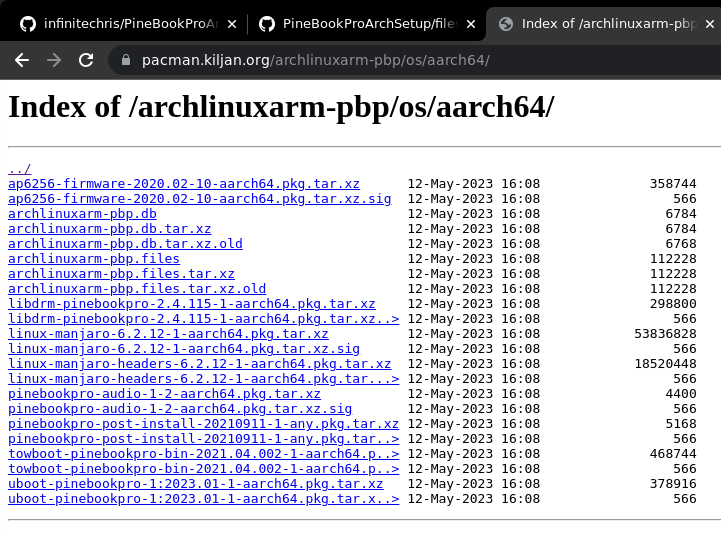 infinitechris/PineBookProAr
PineBookProArchSetup/files
Index of /archlinuxarm-pbp
pacman.kiljan.org/archlinuxarm-pbp/os/aarch64/
Index of /archlinuxarm-pbp/os/aarch64/
../
ap6256-firmware-2020.02-10-aarch64.pkg.tar.xz 12-May-2023 16:08 358744
ap6256-firmware-2020.02-10-aarch64.pkg.tar.xz.sig 12-May-2023 16:08 566
archlinuxarm-pbp.db 12-May-2023 16:08 6784
archlinuxarm-pbp.db.tar.xz 12-May-2023 16:08 6784
archlinuxarm-pbp.db.tar.xz.old 12-May-2023 16:08 6768
archlinuxarm-pbp.files 12-May-2023 16:08 112228
archlinuxarm-pbp.files.tar.xz 12-May-2023 16:08 112228
archlinuxarm-pbp.files.tar.xz.old 12-May-2023 16:08 112228
libdrm-pinebookpro-2.4.115-1-aarch64.pkg.tar.xz 12-May-2023 16:08 298800
libdrm-pinebookpro-2.4.115-1-aarch64.pkg.tar.xz..> 12-May-2023 16:08 566
linux-manjaro-6.2.12-1-aarch64.pkg.tar.xz 12-May-2023 16:08 53836828
linux-manjaro-6.2.12-1-aarch64.pkg.tar.xz.sig 12-May-2023 16:08 566
linux-manjaro-headers-6.2.12-1-aarch64.pkg.tar.xz 12-May-2023 16:08 18520448
linux-manjaro-headers-6.2.12-1-aarch64.pkg.tar...> 12-May-2023 16:08 566
pinebookpro-audio-1-2-aarch64.pkg.tar.xz 12-May-2023 16:08 4400
pinebookpro-audio-1-2-aarch64.pkg.tar.xz.sig 12-May-2023 16:08 566
pinebookpro-post-install-20210911-1-any.pkg.tar.xz 12-May-2023 16:08 5168
pinebookpro-post-install-20210911-1-any.pkg.tar..> 12-May-2023 16:08 566
towboot-pinebookpro-bin-2021.04.002-1-aarch64.p..> 12-May-2023 16:08 468744
towboot-pinebookpro-bin-2021.04.002-1-aarch64.p..> 12-May-2023 16:08 566
uboot-pinebookpro-1:2023.01-1-aarch64.pkg.tar.xz 12-May-2023 16:08 378916
uboot-pinebookpro-1:2023.01-1-aarch64.pkg.tar.x..> 12-May-2023 16:08 566